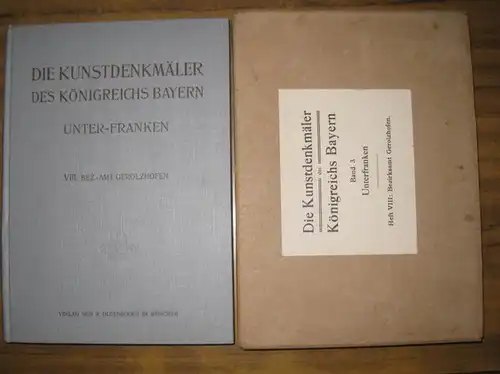 DIE KUNSTDENKMÄLER
DES KÖNIGREICHS BAYERN
UNTER-FRANKEN
VIII. BEZ.-AMT GEROLZHOFEN
VERLAG VON R. OLDENBOURG IN MÜNCHEN
Die Kunstdenkmäler
des
Königreichs Bayern
Band 3
Unterfranken
Heft VIII: Bezirksamt Gerolzhofen.